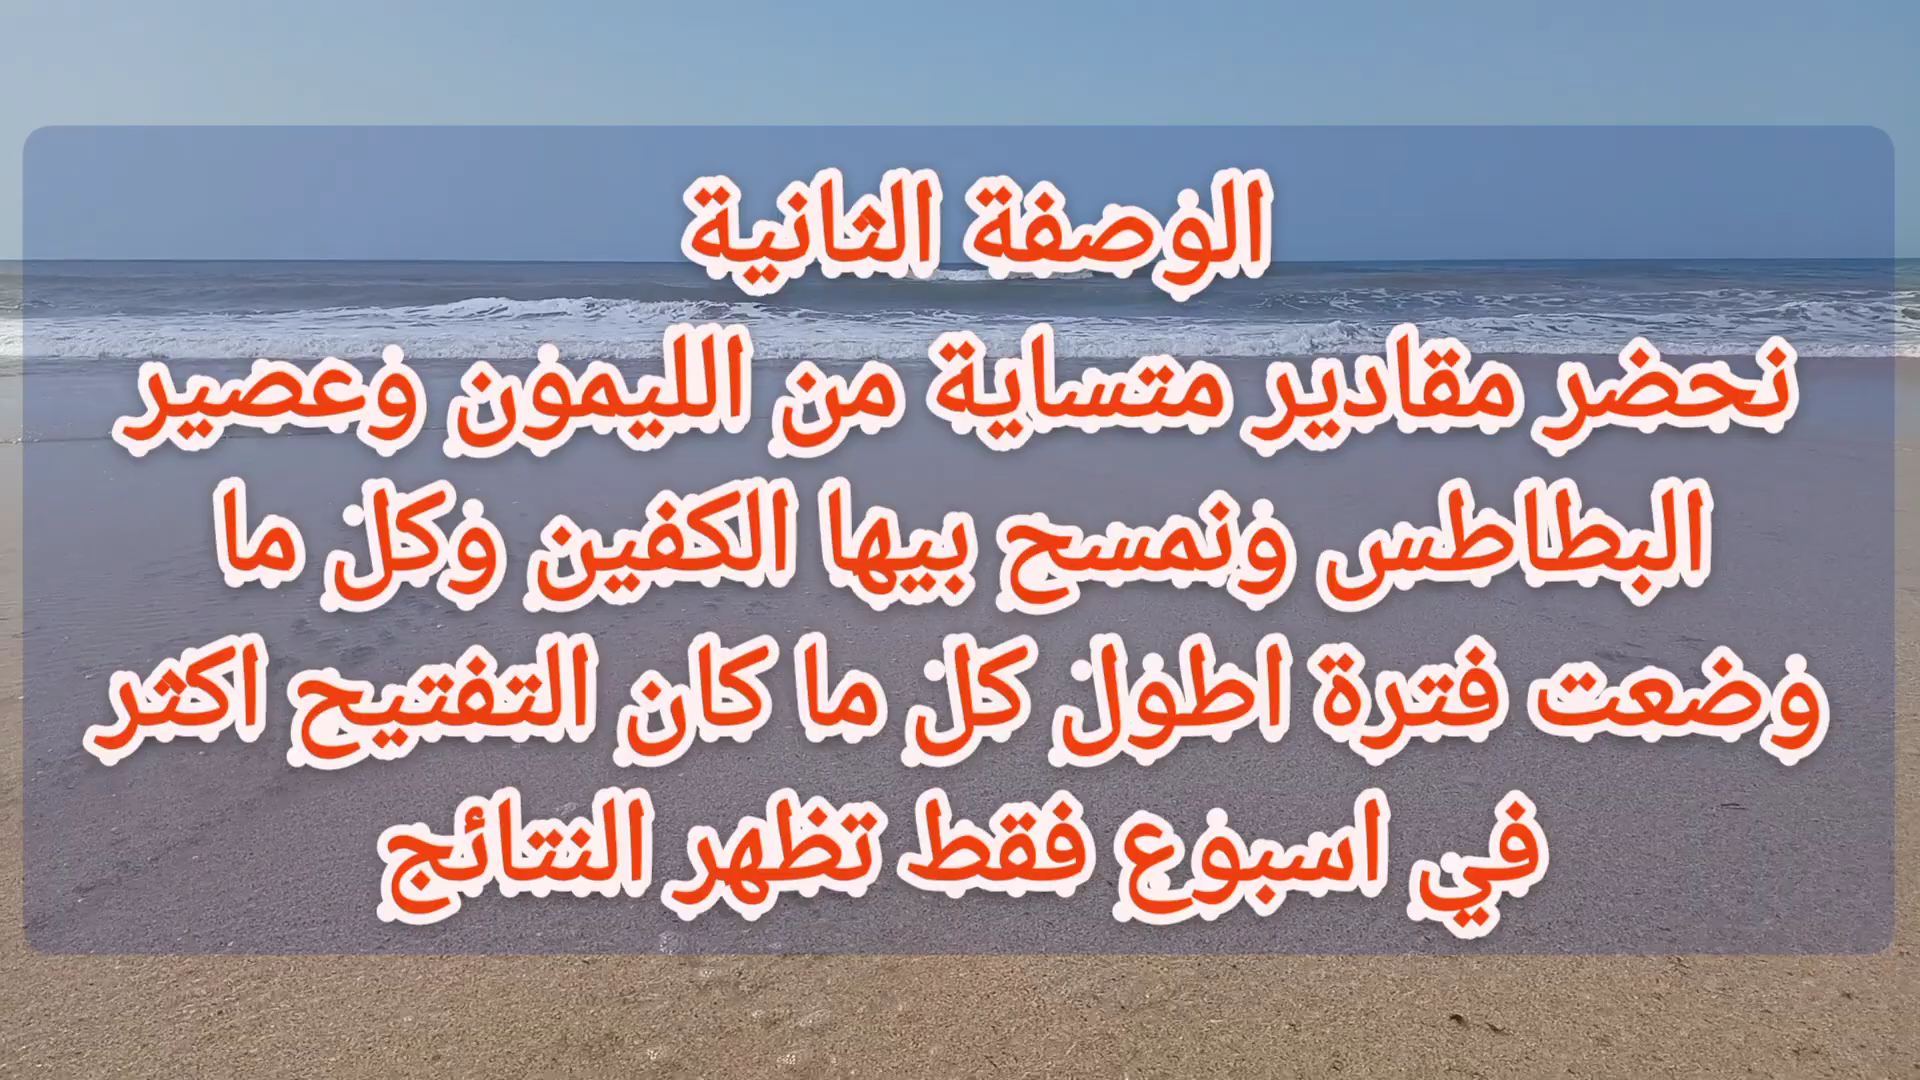 الوصفة الثانية
نحضر مقادير متساية من الليمون وعصير
البطاطس ونمسح بيها الكفين وكل ما
وضعت فترة اطول كل ما كان التفتيح اكثر
في اسبوع فقط تظهر النتائج